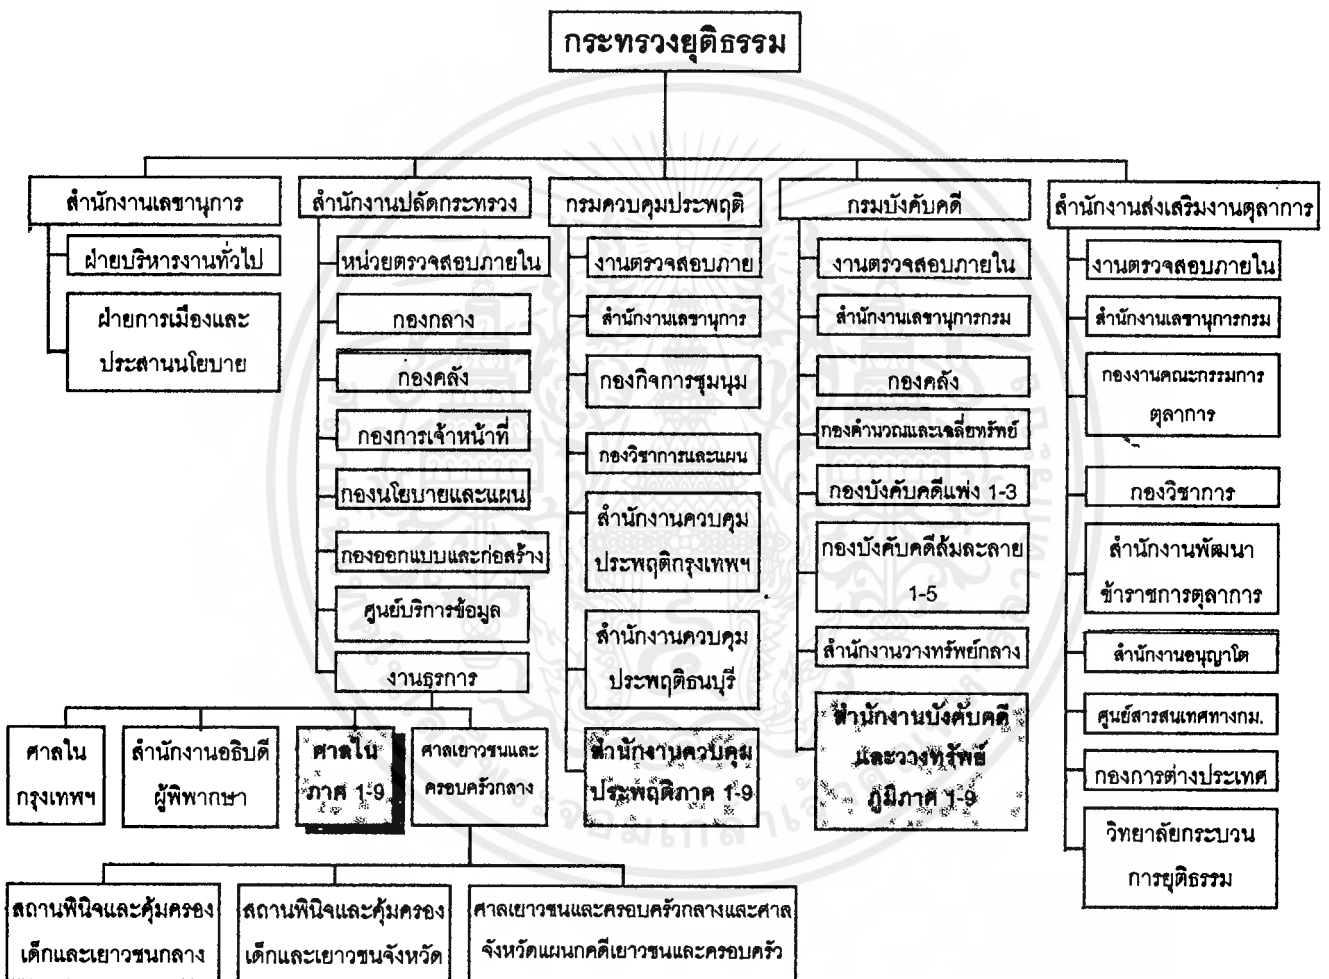 กระทรวงยุติธรรม
สำนักงานเลขานุการ
ฝ่ายบริหารงานทั่วไป
ฝ่ายการเมืองและ
ประสานนโยบาย
สำนักงานปลัดกระทรวง
หน่วยตรวจสอบภายใน
กองกลาง
กองคลัง
กองการเจ้าหน้าที่
กองนโยบายและแผน
กองออกแบบและก่อสร้าง
ศูนย์บริการข้อมูล
งานธุรการ
กรมควบคุมประพฤติ
งานตรวจสอบภาย
สำนักงานเลขานุการ
กองกิจการชุมนุม
กองวิชาการและแผน
สำนักงานควบคุม
ประพฤติกรุงเทพฯ
สำนักงานควบคุม
ประพฤติธนบุรี
สำนักงานควบคุม
ประพฤติภาค 1-9
กรมบังคับคดี
งานตรวจสอบภายใน
สำนักงานเลขานุการกรม
กองคลัง
กองคำนวณและเฉลี่ยทรัพย์
กองบังคับคดีแพ่ง 1-3
กองบังคับคดีล้มละลาย
1-5
สำนักงานวางทรัพย์กลาง
สำนักงานบังคับคดี
และวางทรัพย์
ภูมิภาค 1-9
สำนักงานส่งเสริมงานตุลาการ
งานตรวจสอบภายใน
สำนักงานเลขานุการกรม
กองงานคณะกรรมการ
ตุลาการ
กองวิชาการ
สำนักงานพัฒนา
ข้าราชการตุลาการ
สำนักงานอนุญาโต
ศูนย์สารสนเทศทางกม.
กองการต่างประเทศ
วิทยาลัยกระบวน
การยุติธรรม
ศาลใน
กรุงเทพฯ
สำนักงานอธิบดี
ผู้พิพากษา
ศาลใน
ภาค 1-9
ศาลเยาวชนและ
ครอบครัวกลาง
สถานพินิจและคุ้มครอง
เด็กและเยาวชนกลาง
สถานพินิจและคุ้มครอง
เด็กและเยาวชนจังหวัด
ศาลเยาวชนและครอบครัวกลางและศาล
จังหวัดแผนกคดีเยาวชนและครอบครัว